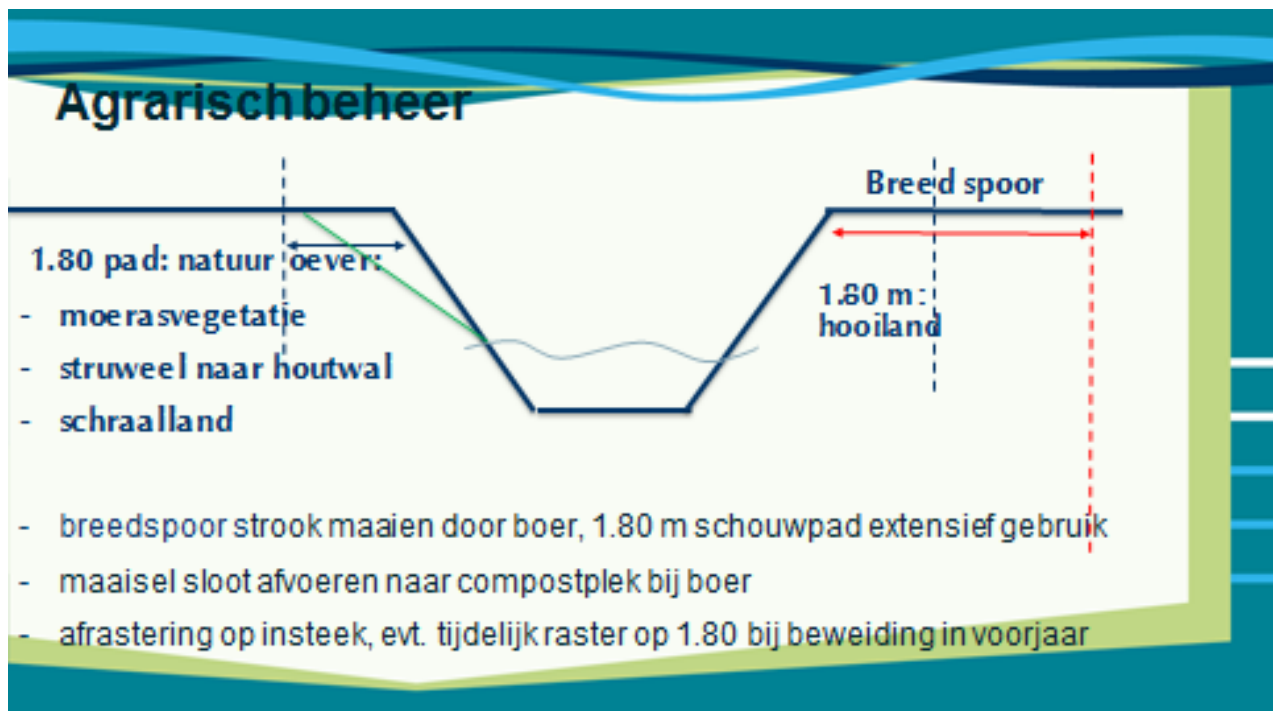 Agrarisch beheer
Breed spoor
1.80 pad: natuur oever:
- moerasvegetatie
- struweel naar houtwal
- schraalland
1.80 m :
hooiland
- breedspoor strook maaien door boer, 1.80 m schouwpad extensief gebruik
- maaisel sloot afvoeren naar compostplek bij boer
- afrastering op insteek, evt. tijdelijk raster op 1.80 bij beweiding in voorjaar